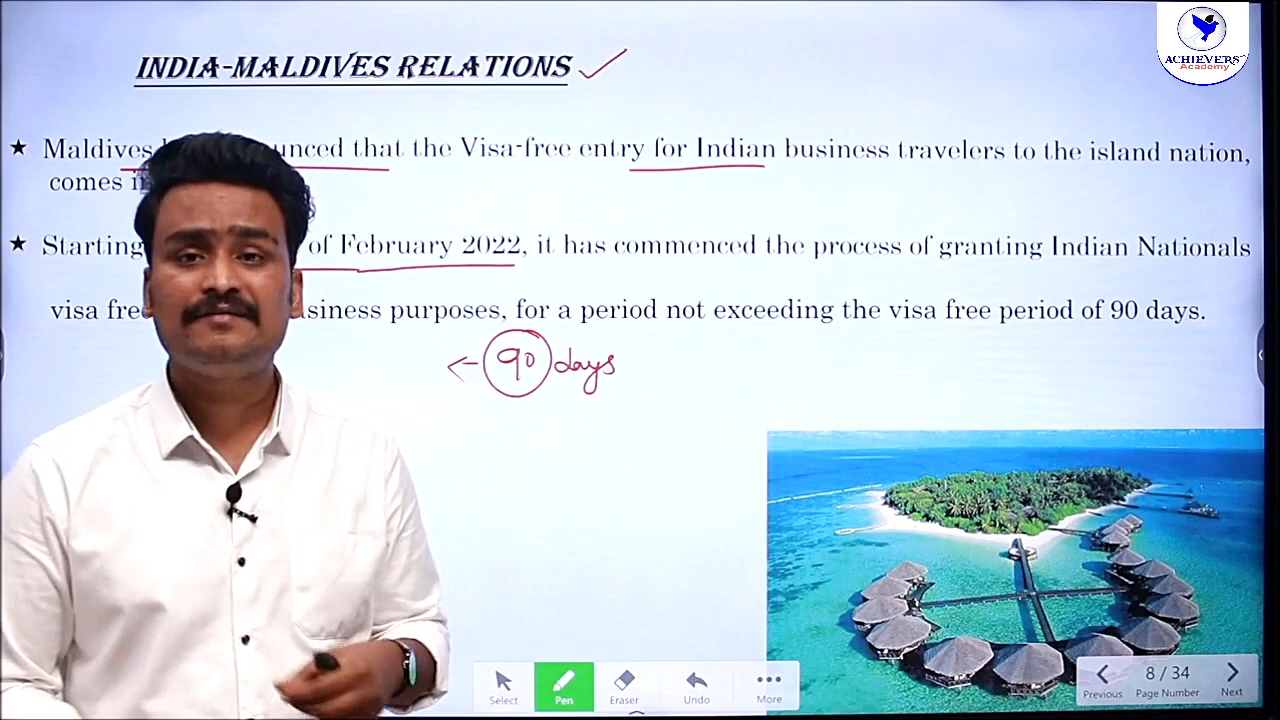 INDIA-MALDIVES RELATIONS
ACHIEVERS
Academy
★ Maldives unced that the Visa-free entry for Indian business travelers to the island nation,
comes
★ Starting of February 2022, it has commenced the process of granting Indian Nationals
visa purposes, for a period not exceeding the visa free period of 90 days.
← 90 days
Select Pen Eraser Undo More
8 / 34
Previous Page Number Next